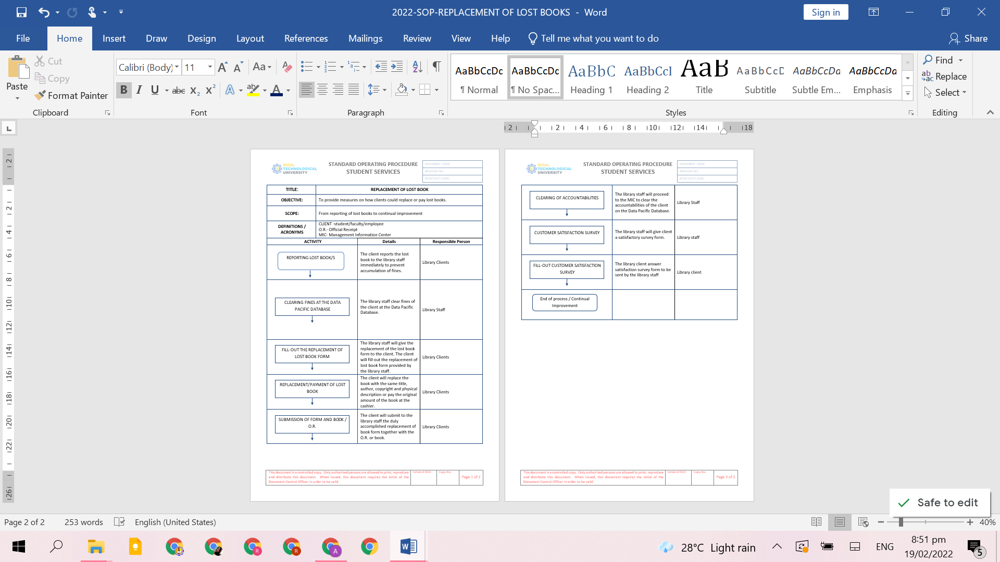 2022-SOP-REPLACEMENT OF LOST BOOKS - Word
Sign in
File Home Insert Draw Design Layout References Mailings Review View Help Tell me what you want to do Share
Paste
Cut
Copy
Format Painter
Clipboard
Calibri (Body) 11
Font
Paragraph
AaBbCcDc AaBbCcDc AaBbC AaBbCcI AaB AaBbCcD AaBbCcDa AaBbCcDa
¶ Normal ¶ No Spac... Heading 1 Heading 2 Title Subtitle Subtle Em... Emphasis
Styles
Find
Replace
Select
Editing
2 2 4 6 8 10 12 14 18
2 2 4 6 8 10 12 14 16 18 20 22 26
RIZAL
TECHNOLOGICAL
UNIVERSITY
STANDARD OPERATING PROCEDURE
STUDENT SERVICES
DOCUMENT CODE:
REVISION NO.:
EFFECTIVITY DATE:
TITLE: REPLACEMENT OF LOST BOOK
OBJECTIVE: To provide measures on how clients could replace or pay lost books.
SCOPE: From reporting of lost books to continual improvement
DEFINITIONS /
ACRONYMS
CLIENT -student/faculty/employee
O.R.- Official Receipt
MIC- Management Information Center
ACTIVITY Details Responsible Person
REPORTING LOST BOOK/S
The client reports the lost
book to the library staff
immediately to prevent
accumulation of fines.
Library Clients
CLEARING FINES AT THE DATA
PACIFIC DATABASE
The library staff clear fines of
the client at the Data Pacific
Database.
Library Staff
FILL-OUT THE REPLACEMENT OF
LOST BOOK FORM
The library staff will give the
replacement of the lost book
form to the client. The client
will fill-out the replacement of
lost book form provided by
the library staff.
Library Clients
REPLACEMENT/PAYMENT OF LOST
BOOK
The client will replace the
book with the same title,
author, copyright and physical
description or pay the original
amount of the book at the
cashier.
Library Clients
SUBMISSION OF FORM AND BOOK /
O.R.
The client will submit to the
library staff the duly
accomplished replacement of
book form together with the
O.R. or book.
Library Clients
This document is a controlled copy. Only authorized persons are allowed to print, reproduce
and distribute this document. When issued, this document requires the initial of the
Document Control Officer in order to be valid.
Initial of DCO
Copy No.
Page 1 of 2
RIZAL
TECHNOLOGICAL
UNIVERSITY
STANDARD OPERATING PROCEDURE
STUDENT SERVICES
DOCUMENT CODE:
REVISION NO.:
EFFECTIVITY DATE:
CLEARING OF ACCOUNTABILITIES
The library staff will proceed
to the MIC to clear the
accountabilities of the client
on the Data Pacific Database.
Library Staff
CUSTOMER SATISFACTION SURVEY
The library staff will give client
a satisfactory survey form.
Library staff
FILL-OUT CUSTOMER SATISFACTION
SURVEY
The library client answer
satisfaction survey form to be
sent by the library staff
Library client
End of process / Continual
Improvement
This document is a controlled copy. Only authorized persons are allowed to print, reproduce
and distribute this document. When issued, this document requires the initial of the
Document Control Officer in order to be valid.
Initial of DCO
Copy No.
Page 2 of 2
Safe to edit
Page 2 of 2 253 words English (United States) 40%
28°C Light rain
ENG
8:51 pm
19/02/2022
5